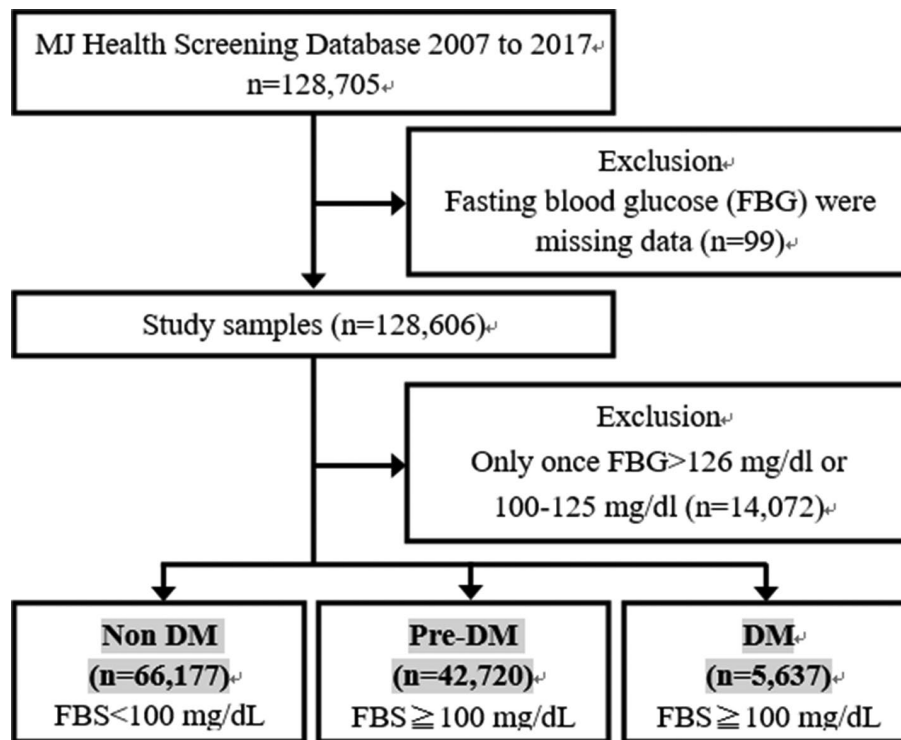 MJ Health Screening Database 2007 to 2017↵
n=128,705↵
Exclusion↵
Fasting blood glucose (FBG) were
missing data (n=99)↵
Study samples (n=128,606)↵
Exclusion↵
Only once FBG>126 mg/dl or
100-125 mg/dl (n=14,072)↵
Non DM
(n=66,177)↵
FBS<100 mg/dL
Pre-DM
(n=42,720)↵
FBS≧100 mg/dL
DM↵
(n=5,637)↵
FBS≧100 mg/dL